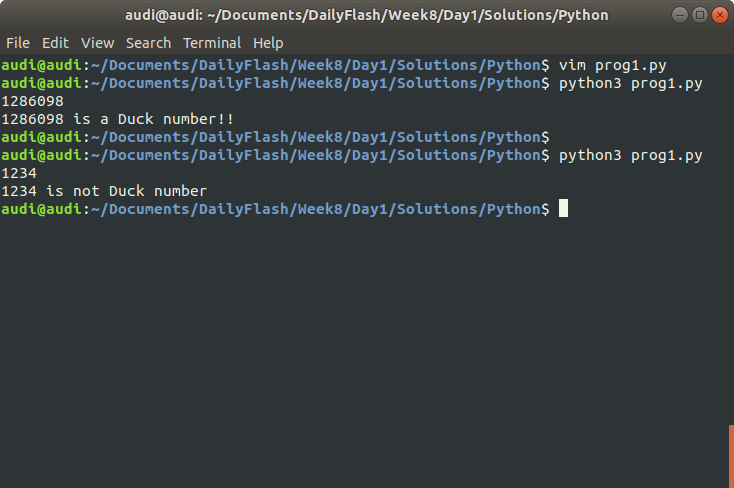 audi@audi: ~/Documents/DailyFlash/Week8/Day1/Solutions/Python
File Edit View Search Terminal Help
audi@audi:~/Documents/DailyFlash/Week8/Day1/Solutions/Python$ vim prog1.py
audi@audi:~/Documents/DailyFlash/Week8/Day1/Solutions/Python$ python3 prog1.py
1286098
1286098 is a Duck number!!
audi@audi:~/Documents/DailyFlash/Week8/Day1/Solutions/Python$
audi@audi:~/Documents/DailyFlash/Week8/Day1/Solutions/Python$ python3 prog1.py
1234
1234 is not Duck number
audi@audi:~/Documents/DailyFlash/Week8/Day1/Solutions/Python$